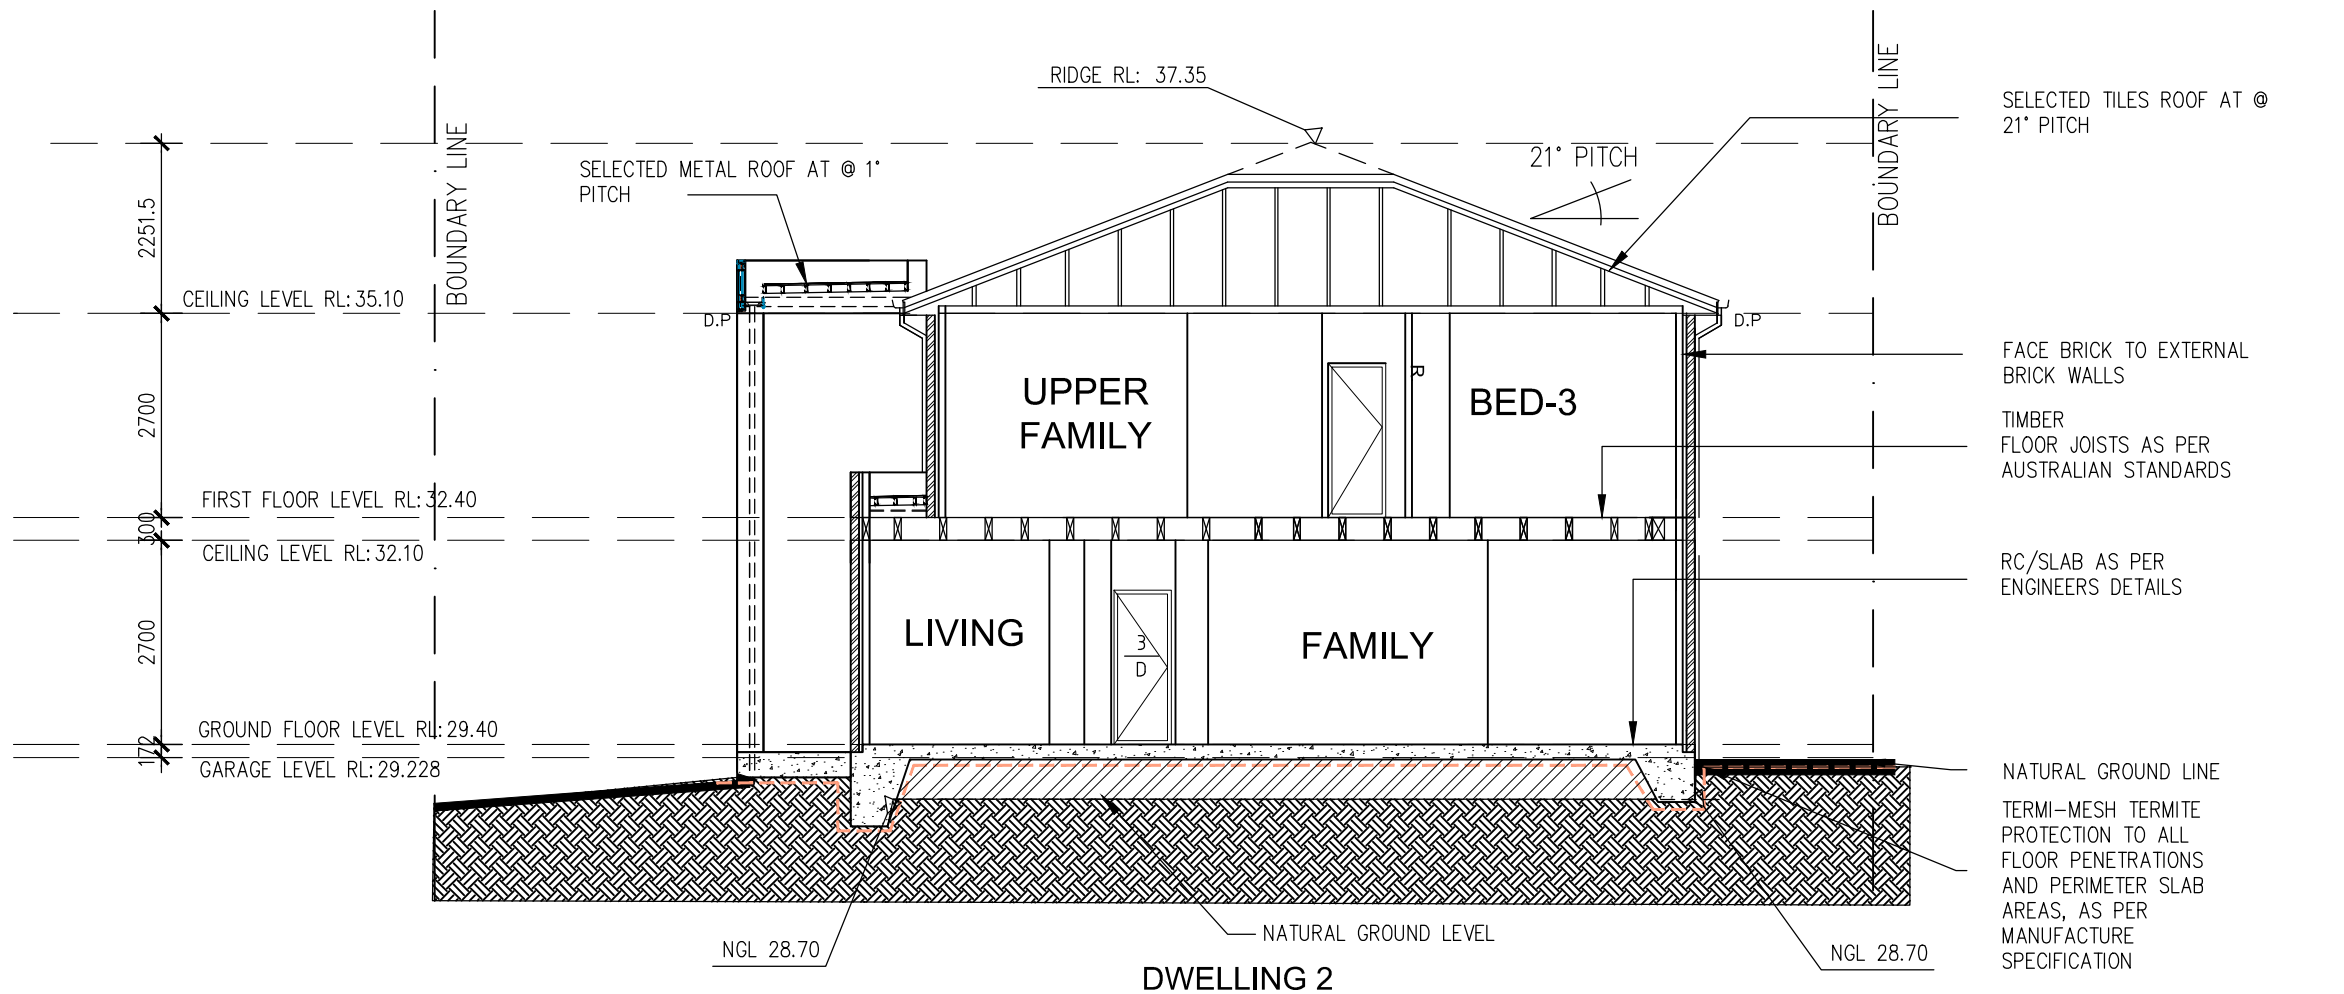 RIDGE RL: 37.35
BOUNDARY LINE
BOUNDARY LINE
SELECTED TILES ROOF AT @
21° PITCH
21° PITCH
SELECTED METAL ROOF AT @ 1°
PITCH
2251.5
CEILING LEVEL RL: 35.10
D.P
D.P
FACE BRICK TO EXTERNAL
BRICK WALLS
R
UPPER
FAMILY
BED-3
2700
TIMBER
FLOOR JOISTS AS PER
AUSTRALIAN STANDARDS
FIRST FLOOR LEVEL RL: 32.40
300
CEILING LEVEL RL: 32.10
RC/SLAB AS PER
ENGINEERS DETAILS
2700
LIVING
3
D
FAMILY
GROUND FLOOR LEVEL RL: 29.40
172
GARAGE LEVEL RL: 29.228
NATURAL GROUND LINE
TERMI-MESH TERMITE
PROTECTION TO ALL
FLOOR PENETRATIONS
AND PERIMETER SLAB
AREAS, AS PER
MANUFACTURE
SPECIFICATION
NATURAL GROUND LEVEL
NGL 28.70
NGL 28.70
DWELLING 2